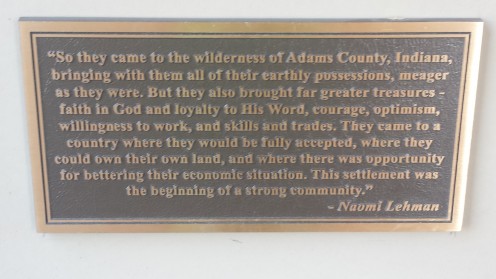 “So they came to the wilderness of Adams County, Indiana,
bringing with them all of their earthly possessions, meager
as they were. But they also brought far greater treasures -
faith in God and loyalty to His Word, courage, optimism,
willingness to work, and skills and trades. They came to a
country where they would be fully accepted, where they
could own their own land, and where there was opportunity
for bettering their economic situation. This settlement was
the beginning of a strong community.”
- Naomi Lehman